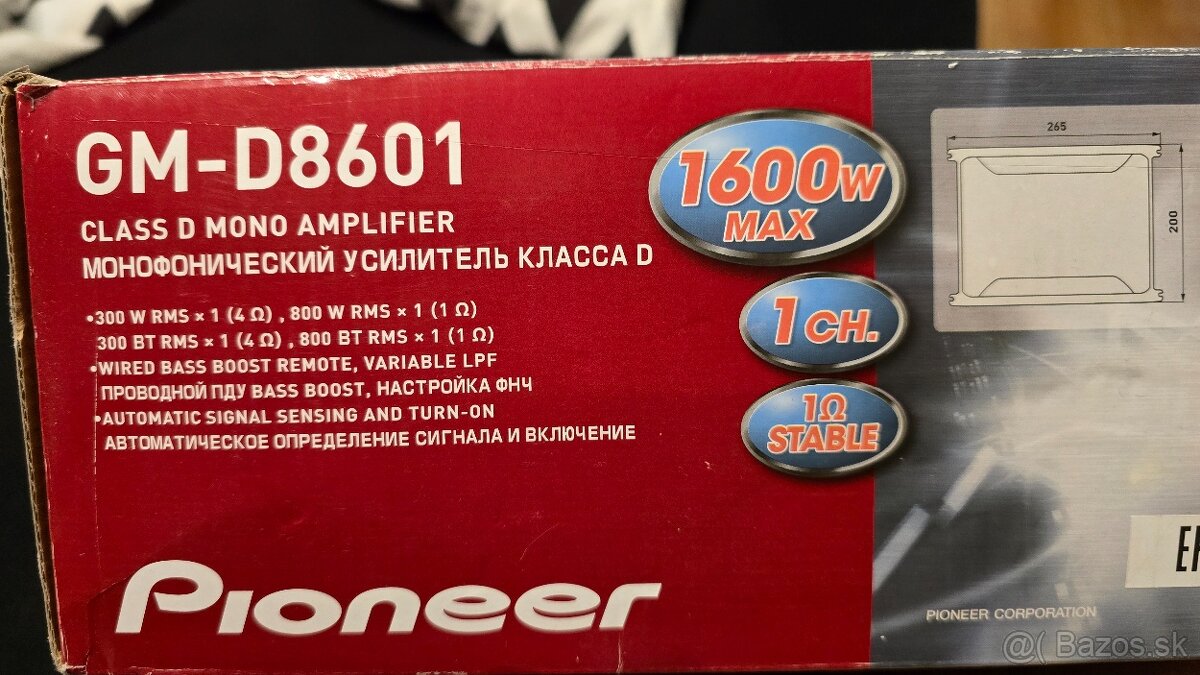 GM-D8601
CLASS D MONO AMPLIFIER
МОНОФОНИЧЕСКИЙ УСИЛИТЕЛЬ КЛАССА D
•300 W RMS × 1 (4 Ω) , 800 W RMS × 1 (1 Ω)
300 ВТ RMS × 1 (4 Ω) , 800 ВТ RMS × 1 (1 Ω)
•WIRED BASS BOOST REMOTE, VARIABLE LPF
ПРОВОДНОЙ ПДУ BASS BOOST, НАСТРОЙКА ФНЧ
•AUTOMATIC SIGNAL SENSING AND TURN-ON
АВТОМАТИЧЕСКОЕ ОПРЕДЕЛЕНИЕ СИГНАЛА И ВКЛЮЧЕНИЕ
Pioneer
1600W
MAX
1 CH.
1Ω
STABLE
265
200
PIONEER CORPORATION
@( Bazos.sk